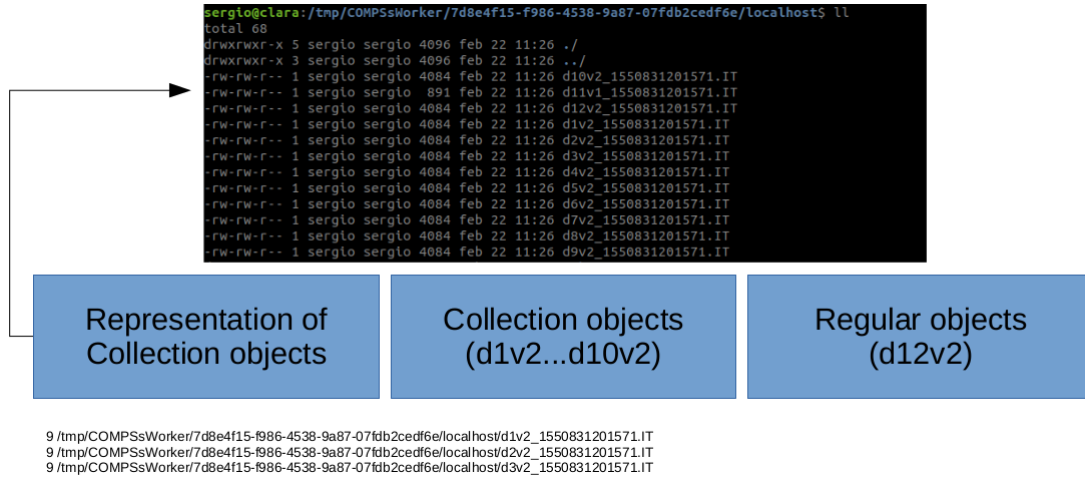 sergio@clara:/tmp/COMPSsWorker/7d8e4f15-f986-4538-9a87-07fdb2cedf6e/localhost$ ll
total 68
drwxrwxr-x 5 sergio sergio 4096 feb 22 11:26 ./
drwxrwxr-x 3 sergio sergio 4096 feb 22 11:26 ../
-rw-rw-r-- 1 sergio sergio 4084 feb 22 11:26 d10v2_1550831201571.IT
-rw-rw-r-- 1 sergio sergio  891 feb 22 11:26 d11v1_1550831201571.IT
-rw-rw-r-- 1 sergio sergio 4084 feb 22 11:26 d12v2_1550831201571.IT
-rw-rw-r-- 1 sergio sergio 4084 feb 22 11:26 d1v2_1550831201571.IT
-rw-rw-r-- 1 sergio sergio 4084 feb 22 11:26 d2v2_1550831201571.IT
-rw-rw-r-- 1 sergio sergio 4084 feb 22 11:26 d3v2_1550831201571.IT
-rw-rw-r-- 1 sergio sergio 4084 feb 22 11:26 d4v2_1550831201571.IT
-rw-rw-r-- 1 sergio sergio 4084 feb 22 11:26 d5v2_1550831201571.IT
-rw-rw-r-- 1 sergio sergio 4084 feb 22 11:26 d6v2_1550831201571.IT
-rw-rw-r-- 1 sergio sergio 4084 feb 22 11:26 d7v2_1550831201571.IT
-rw-rw-r-- 1 sergio sergio 4084 feb 22 11:26 d8v2_1550831201571.IT
-rw-rw-r-- 1 sergio sergio 4084 feb 22 11:26 d9v2_1550831201571.IT
Representation of
Collection objects
Collection objects
(d1v2...d10v2)
Regular objects
(d12v2)
9 /tmp/COMPSsWorker/7d8e4f15-f986-4538-9a87-07fdb2cedf6e/localhost/d1v2_1550831201571.IT
9 /tmp/COMPSsWorker/7d8e4f15-f986-4538-9a87-07fdb2cedf6e/localhost/d2v2_1550831201571.IT
9 /tmp/COMPSsWorker/7d8e4f15-f986-4538-9a87-07fdb2cedf6e/localhost/d3v2_1550831201571.IT